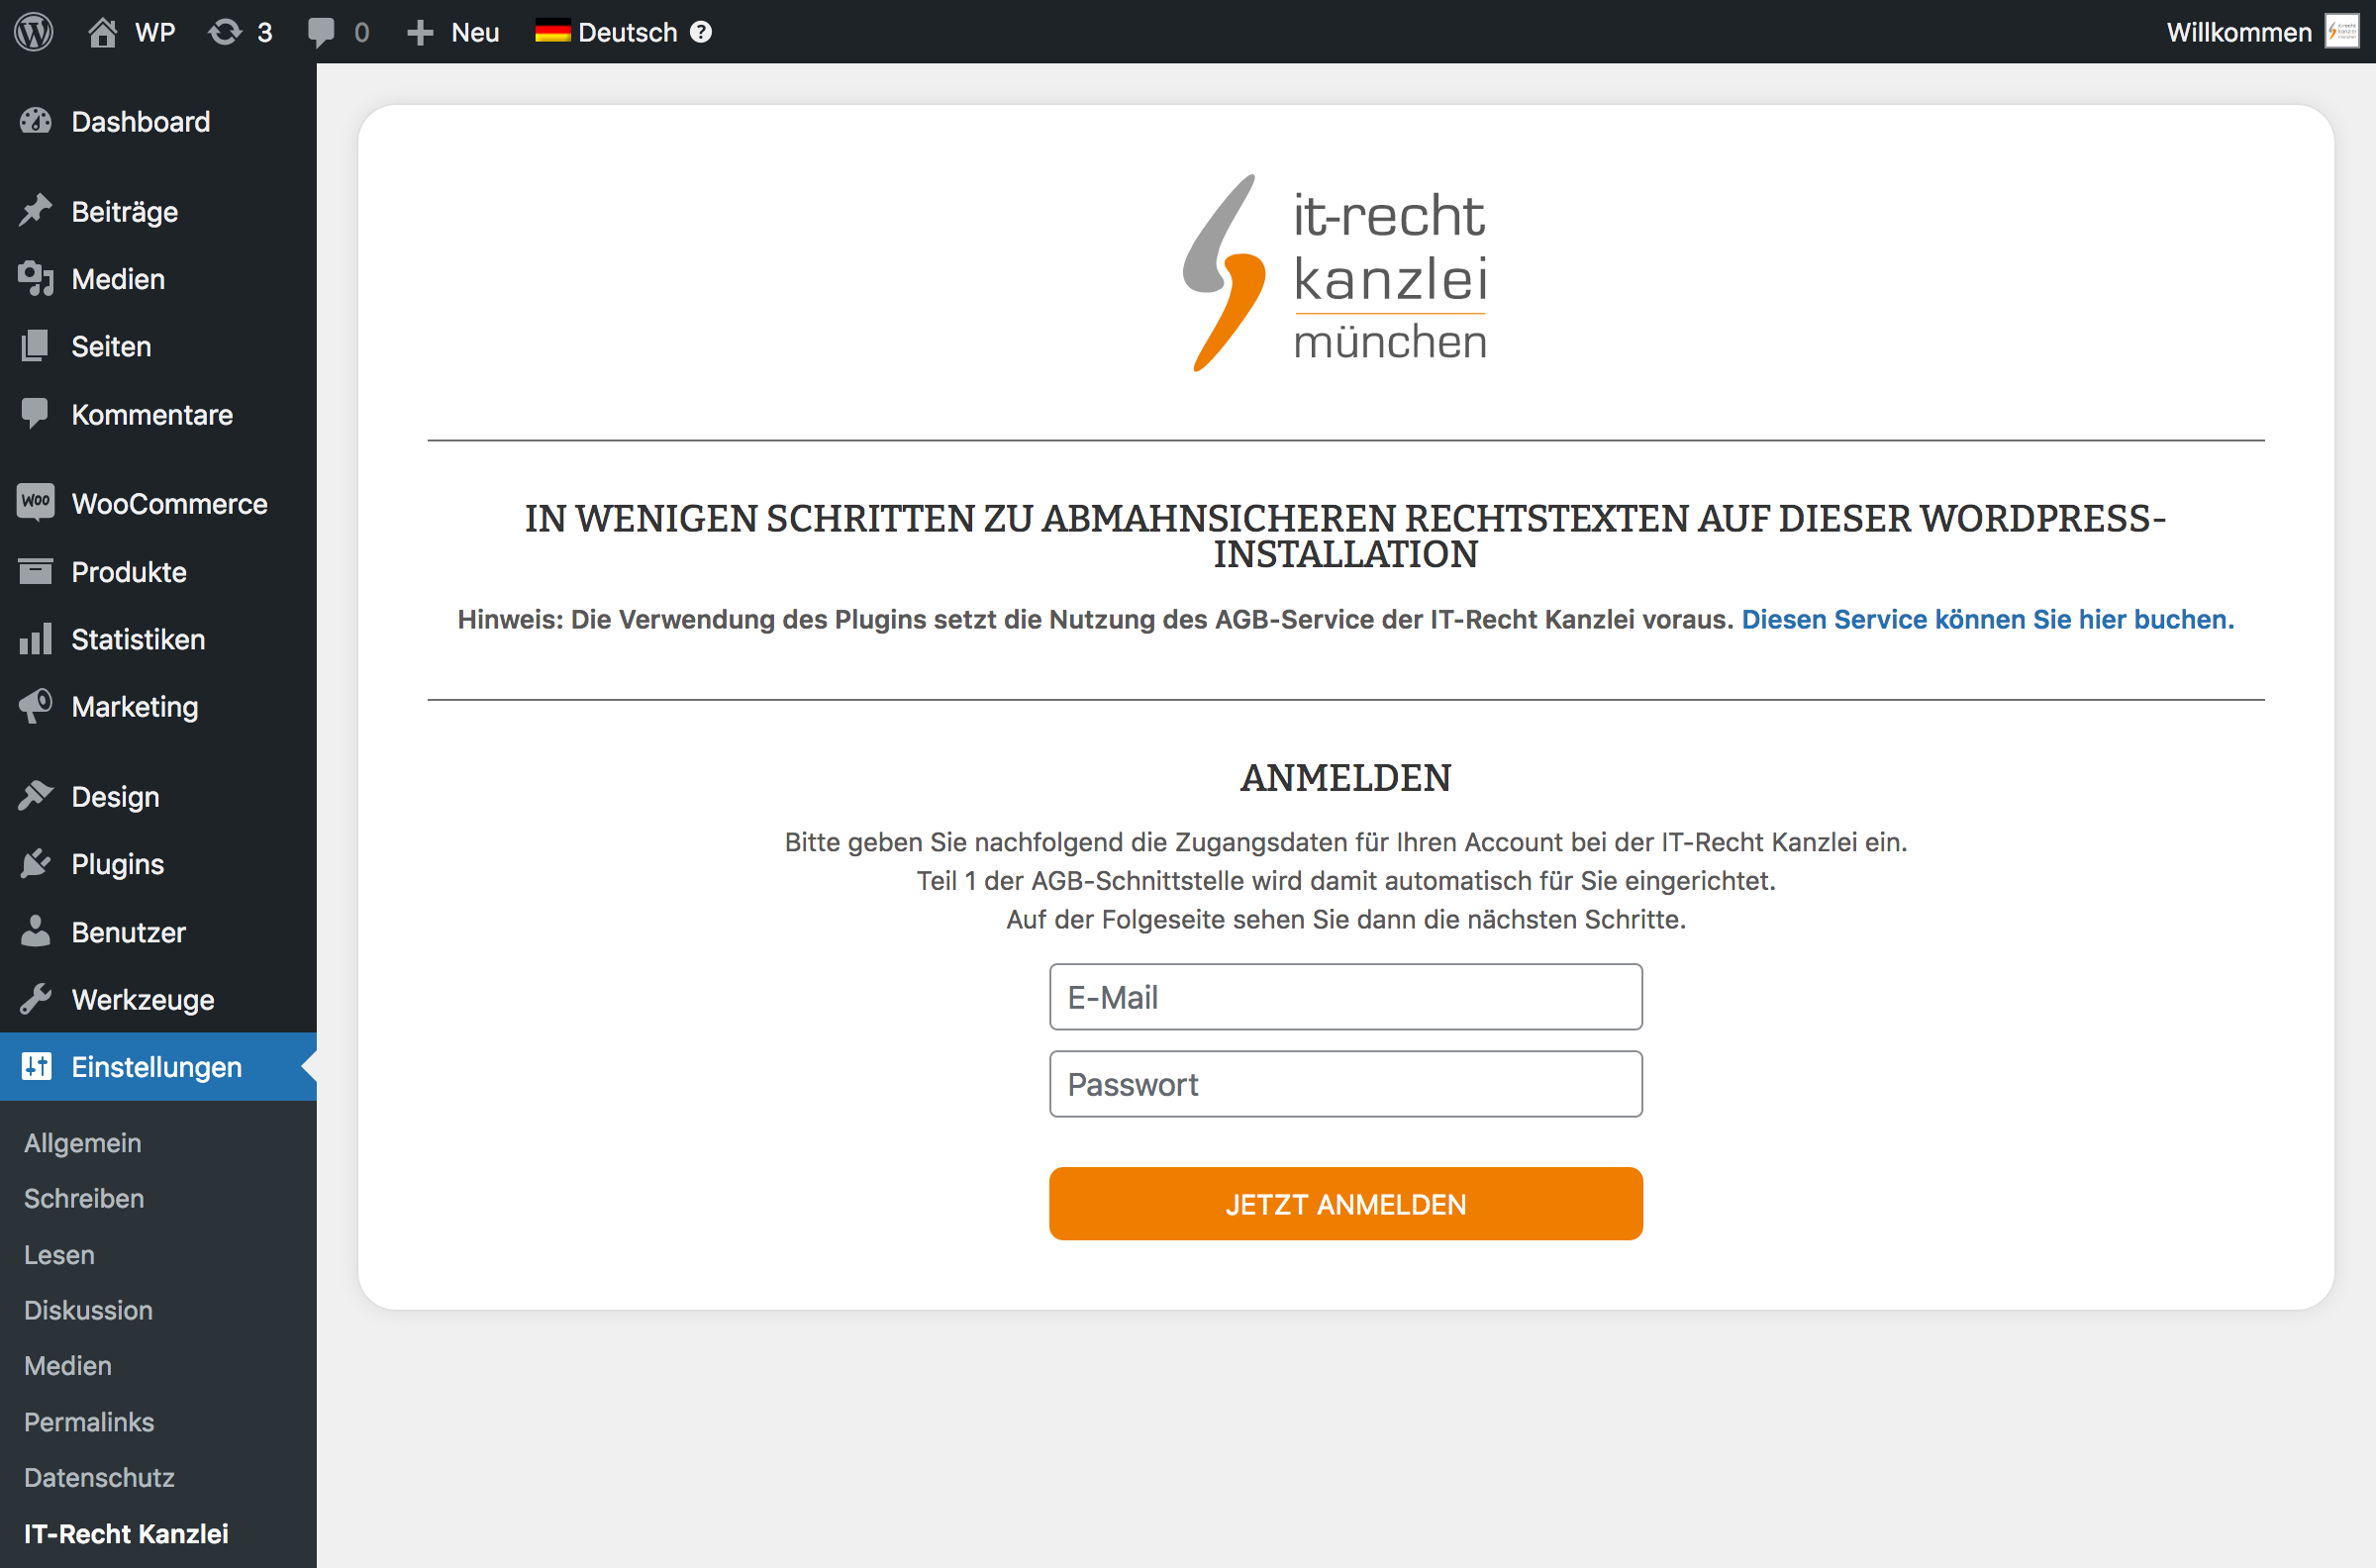 WP
3
0
Neu
Deutsch
Willkommen
Dashboard
Beiträge
Medien
Seiten
Kommentare
WooCommerce
Produkte
Statistiken
Marketing
Design
Plugins
Benutzer
Werkzeuge
Einstellungen
Allgemein
Schreiben
Lesen
Diskussion
Medien
Permalinks
Datenschutz
IT-Recht Kanzlei
it-recht
kanzlei
münchen
IN WENIGEN SCHRITTEN ZU ABMAHNSICHEREN RECHTSTEXTEN AUF DIESER WORDPRESS-
INSTALLATION
Hinweis: Die Verwendung des Plugins setzt die Nutzung des AGB-Service der IT-Recht Kanzlei voraus. Diesen Service können Sie hier buchen.
ANMELDEN
Bitte geben Sie nachfolgend die Zugangsdaten für Ihren Account bei der IT-Recht Kanzlei ein.
Teil 1 der AGB-Schnittstelle wird damit automatisch für Sie eingerichtet.
Auf der Folgeseite sehen Sie dann die nächsten Schritte.
E-Mail
Passwort
JETZT ANMELDEN